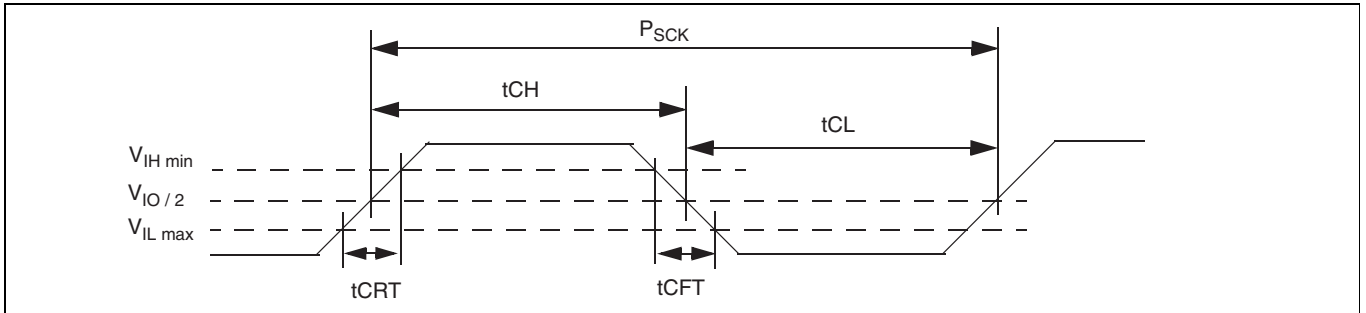 PSCK
tCH
tCL
VIH min
VIO / 2
VIL max
tCRT
tCFT